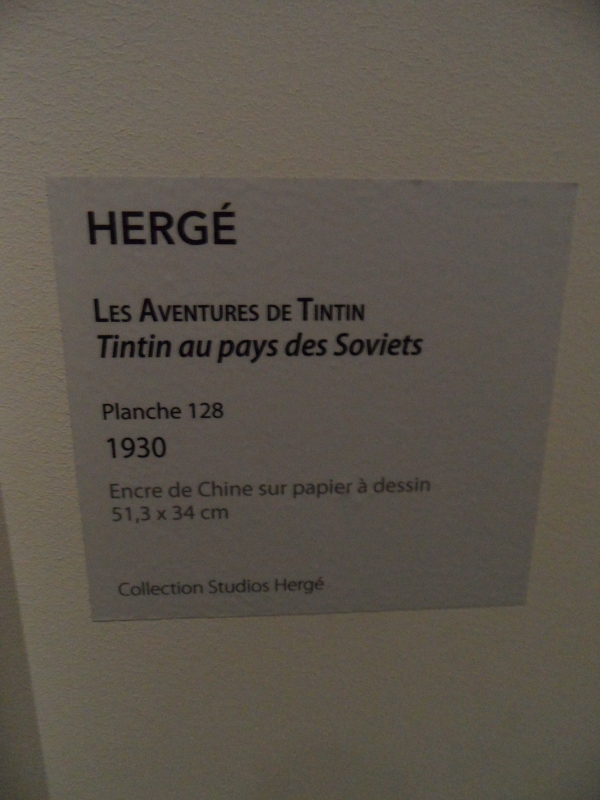 HERGÉ
LES AVENTURES DE TINTIN
Tintin au pays des Soviets
Planche 128
1930
Encre de Chine sur papier à dessin
51,3 x 34 cm
Collection Studios Hergé